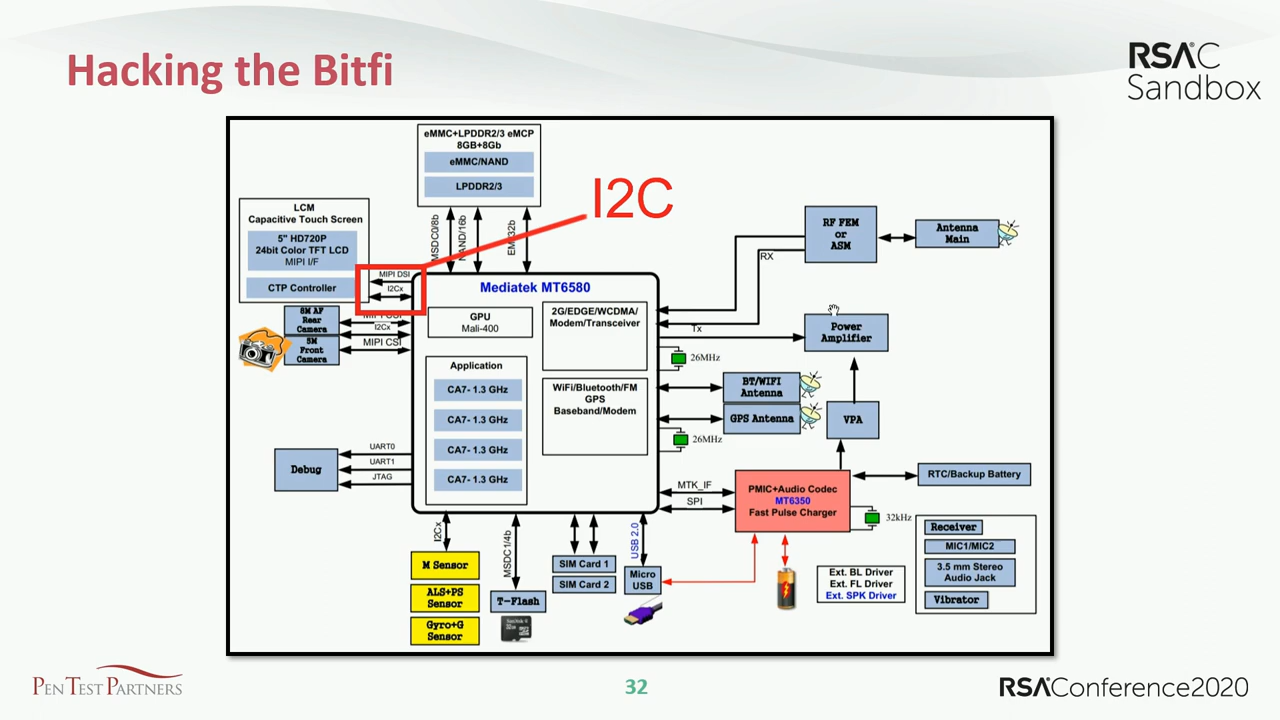 Hacking the Bitfi
RSAC
Sandbox
eMMC+LPDDR2/3 eMCP
8GB+8Gb
eMMC/NAND
LPDDR2/3
I2C
LCM
Capacitive Touch Screen
5" HD720P
24bit Color TFT LCD
MIPI I/F
CTP Controller
MSDC0/8b
NAND/16b
MIPI DSI
I2Cx
Mediatek MT6580
RF FEM
or
ASM
Antenna
Main
RX
8M AF
Rear
Camera
5M
Front
Camera
I2Cx
MIPI CSI
GPU
Mali-400
2G/EDGE/WCDMA/
Modem/Transceiver
Tx
Power
Amplifier
26MHz
Application
CA7- 1.3 GHz
CA7- 1.3 GHz
CA7- 1.3 GHz
CA7- 1.3 GHz
WiFi/Bluetooth/FM
GPS
Baseband/Modem
BT/WIFI
Antenna
GPS Antenna
VPA
26MHz
Debug
UART0
UART1
JTAG
MTK_IF
SPI
PMIC+Audio Codec
MT6350
Fast Pulse Charger
RTC/Backup Battery
32kHz
I2Cx
MSDC1/4b
USB 2.0
M Sensor
ALS+PS
Sensor
Gyro+G
Sensor
T-Flash
SIM Card 1
SIM Card 2
Micro
USB
Ext. BL Driver
Ext. FL Driver
Ext. SPK Driver
Receiver
MIC1/MIC2
3.5 mm Stereo
Audio Jack
Vibrator
PEN TEST PARTNERS
32
RSAConference2020